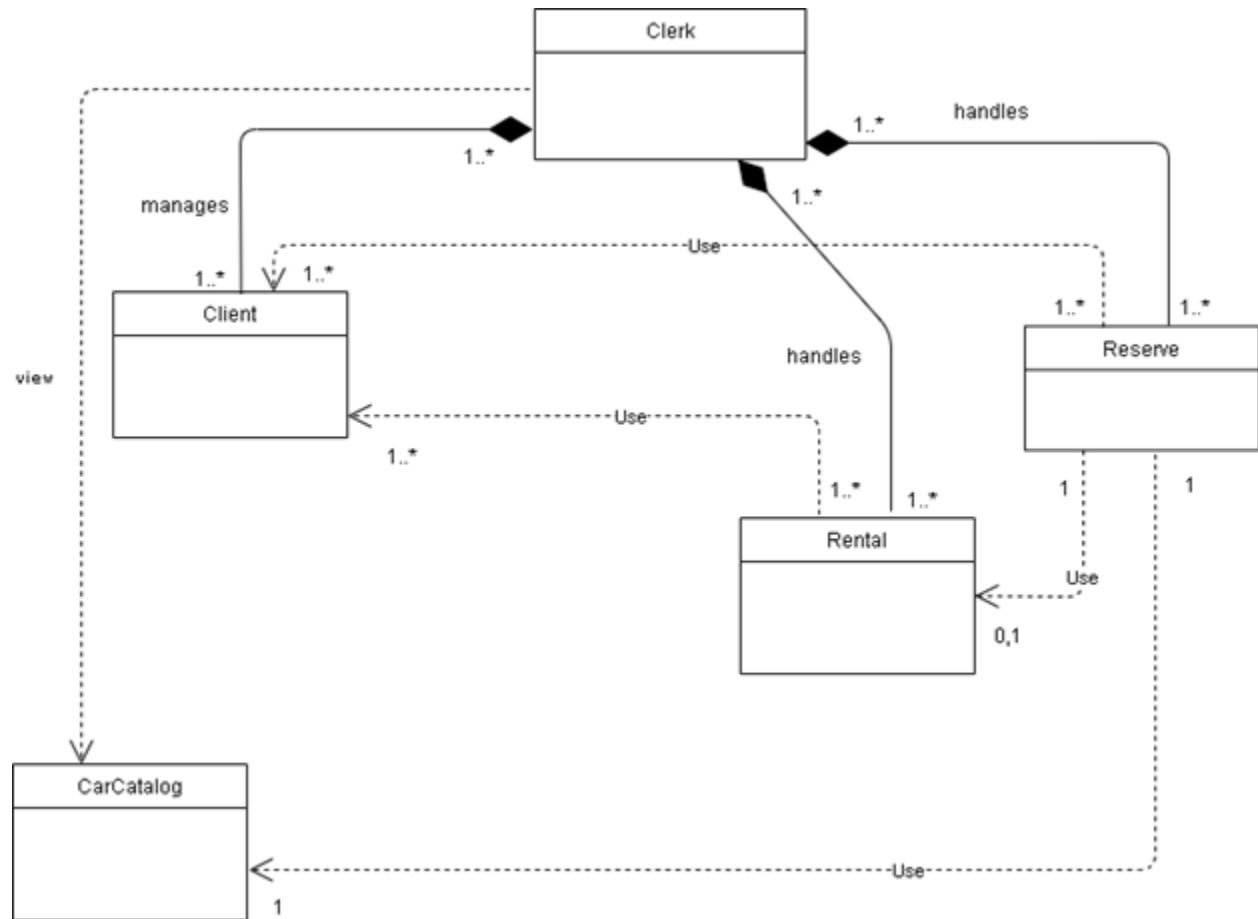 Clerk
handles
1..*
1..*
1..*
manages
Use
1..*
1..*
1..*
1..*
Client
Reserve
handles
view
Use
1..*
1..*
1..*
1
1
Rental
Use
0,1
CarCatalog
Use
1